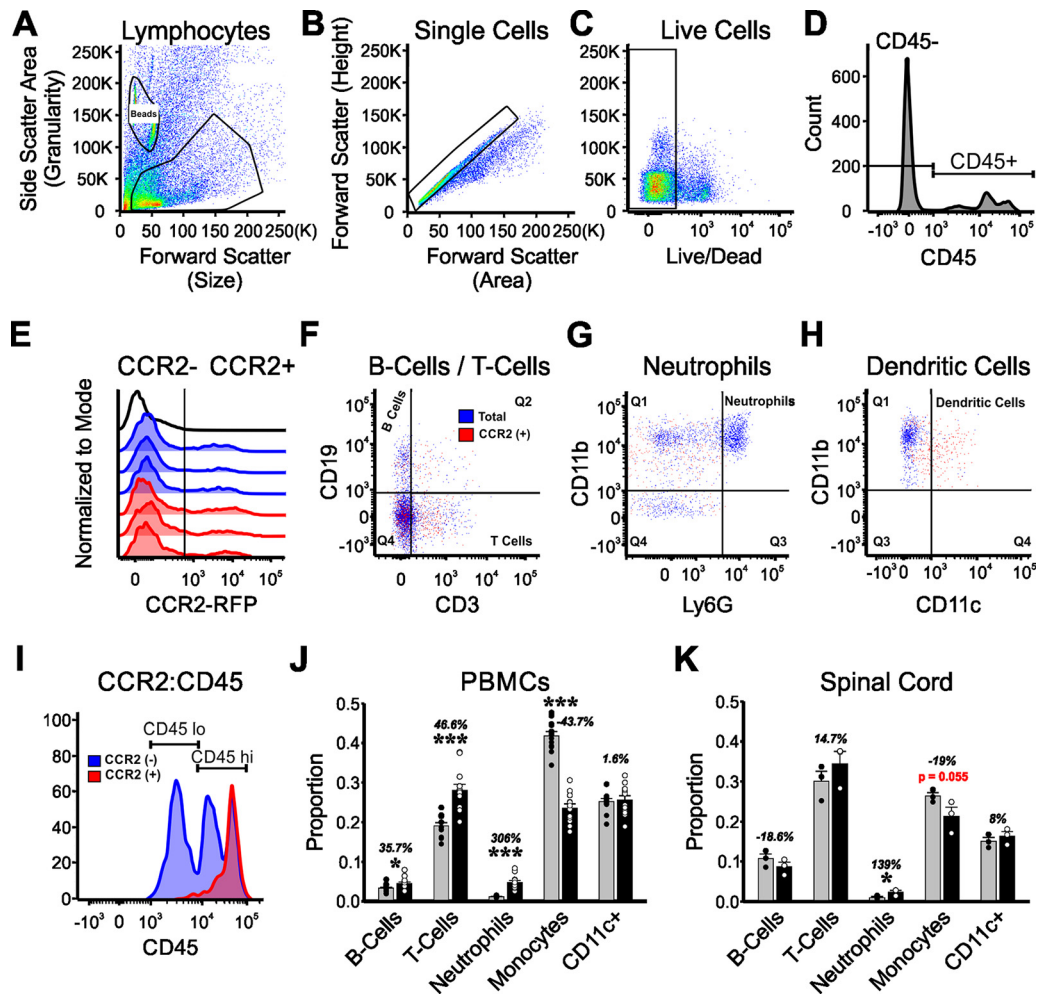 A
Lymphocytes
Side Scatter Area
(Granularity)
250K
200K
150K
100K
50K
0
Beads
0 50 100 150 200 250(K)
Forward Scatter
(Size)
B
Single Cells
Forward Scatter (Height)
250K
200K
150K
100K
50K
0
0 50 100 150 200 250(K)
Forward Scatter
(Area)
C
Live Cells
250K
200K
150K
100K
50K
0
0 10³ 10⁴ 10⁵
Live/Dead
D
CD45-
Count
600
400
200
0
CD45+
-10³ 0 10³ 10⁴ 10⁵
CD45
E
CCR2- CCR2+
Normalized to Mode
0 10³ 10⁴ 10⁵
CCR2-RFP
F
B-Cells / T-Cells
CD19
10⁵
10⁴
10³
0
-10³
B Cells
Q2
Total
CCR2 (+)
Q4
T Cells
0 10³ 10⁴ 10⁵
CD3
G
Neutrophils
CD11b
10⁵
10⁴
10³
0
-10³
Q1
Neutrophils
Q4
Q3
0 10³ 10⁴ 10⁵
Ly6G
H
Dendritic Cells
CD11b
10⁵
10⁴
10³
0
-10³
Q1
Dendritic Cells
Q3
Q4
-10³ 0 10³ 10⁴ 10⁵
CD11c
I
CCR2:CD45
100
80
60
40
20
0
CD45 lo
CD45 hi
CCR2 (-)
CCR2 (+)
-10³ 0 10³ 10⁴ 10⁵
CD45
J
PBMCs
Proportion
0.5
0.4
0.3
0.2
0.1
0.0
35.7%
*
46.6%
***
306%
***
***
-43.7%
1.6%
B-Cells
T-Cells
Neutrophils
Monocytes
CD11c+
K
Spinal Cord
Proportion
0.5
0.4
0.3
0.2
0.1
0.0
-18.6%
14.7%
139%
*
-19%
p = 0.055
8%
B-Cells
T-Cells
Neutrophils
Monocytes
CD11c+